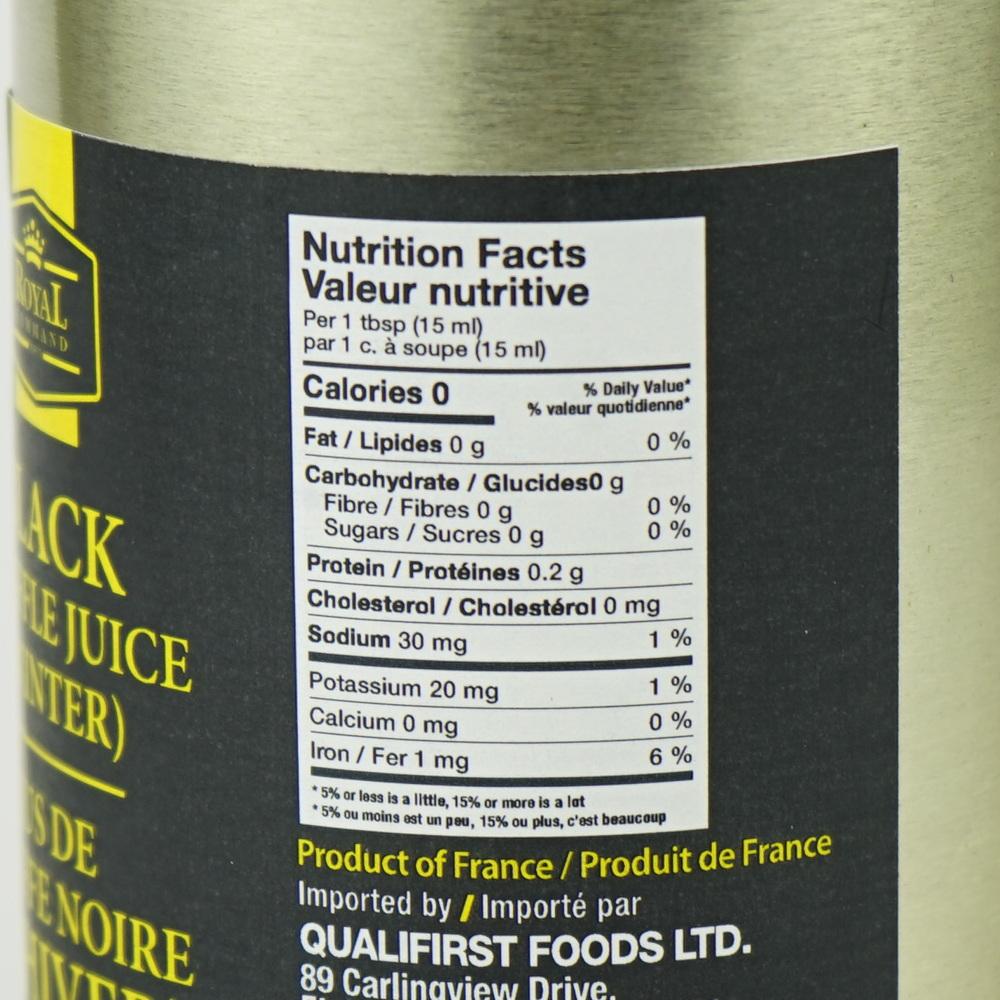 ROYAL
LACK
FLE JUICE
NTER)
S DE
FE NOIRE
Nutrition Facts
Valeur nutritive
Per 1 tbsp (15 ml)
par 1 c. à soupe (15 ml)
Calories 0
% Daily Value*
% valeur quotidienne*
Fat / Lipides 0 g 0 %
Carbohydrate / Glucides0 g
Fibre / Fibres 0 g 0 %
Sugars / Sucres 0 g 0 %
Protein / Protéines 0.2 g
Cholesterol / Cholestérol 0 mg
Sodium 30 mg 1 %
Potassium 20 mg 1 %
Calcium 0 mg 0 %
Iron / Fer 1 mg 6 %
* 5% or less is a little, 15% or more is a lot
* 5% ou moins est un peu, 15% ou plus, c'est beaucoup
Product of France / Produit de France
Imported by / Importé par
QUALIFIRST FOODS LTD.
89 Carlingview Drive,